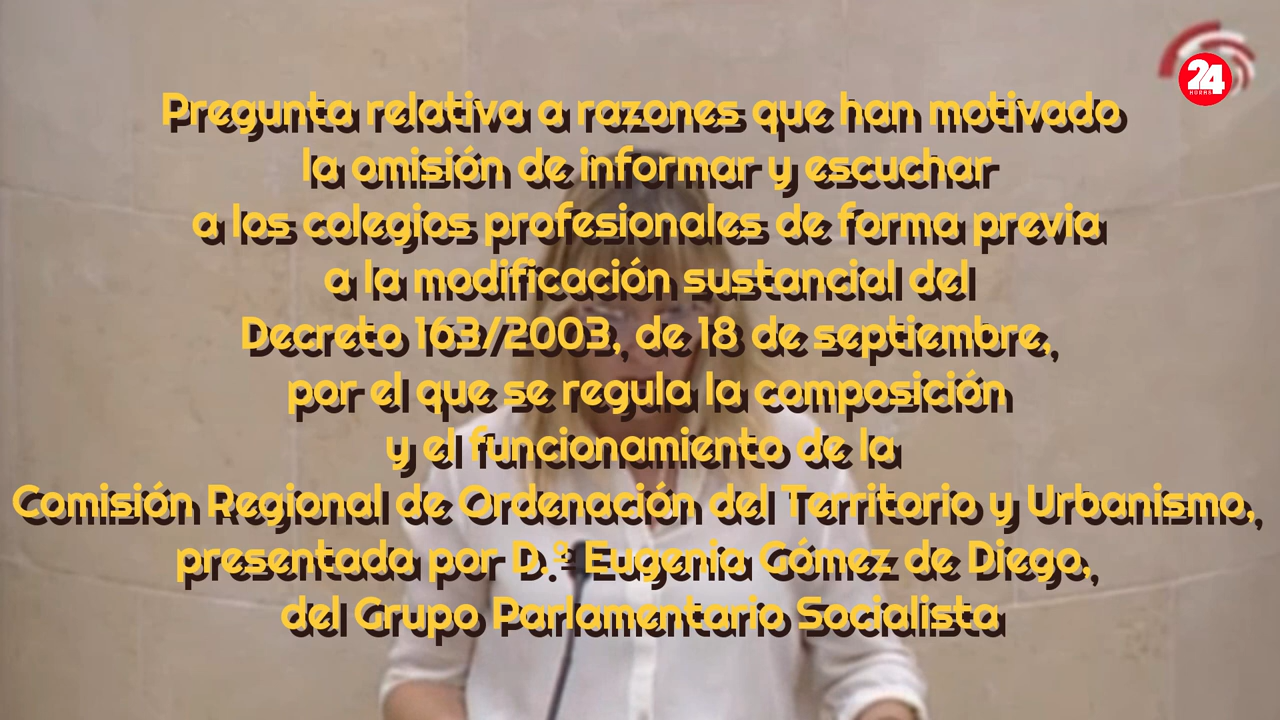 Pregunta relativa a razones que han motivado
la omisión de informar y escuchar
a los colegios profesionales de forma previa
a la modificación sustancial del
Decreto 163/2003, de 18 de septiembre,
por el que se regula la composición
y el funcionamiento de la
Comisión Regional de Ordenación del Territorio y Urbanismo,
presentada por D.ª Eugenia Gómez de Diego,
del Grupo Parlamentario Socialista
24
HORAS